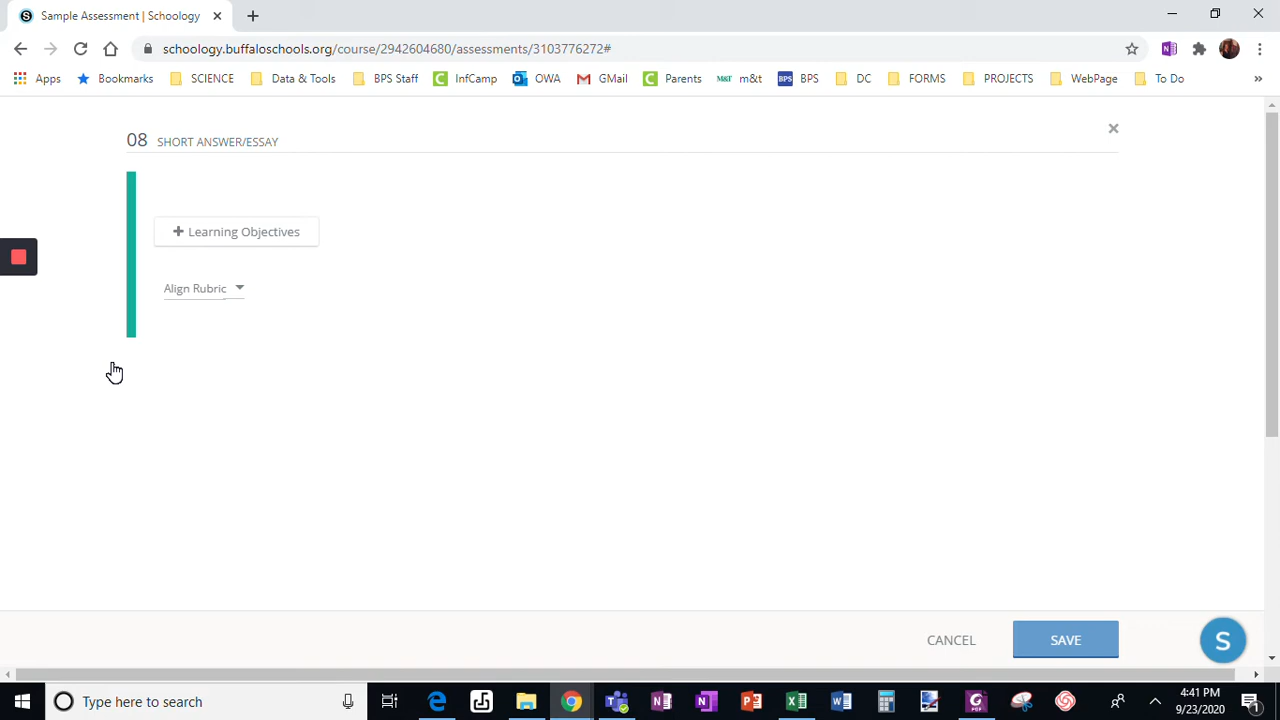 S Sample Assessment | Schoology
schoology.buffaloschools.org/course/2942604680/assessments/3103776272#
Apps Bookmarks SCIENCE Data & Tools BPS Staff C InfCamp OWA GMail C Parents M&T m&t BPS BPS DC FORMS PROJECTS WebPage To Do »
08 SHORT ANSWER/ESSAY
Learning Objectives
Align Rubric
CANCEL SAVE S
Type here to search
4:41 PM
9/23/2020
1